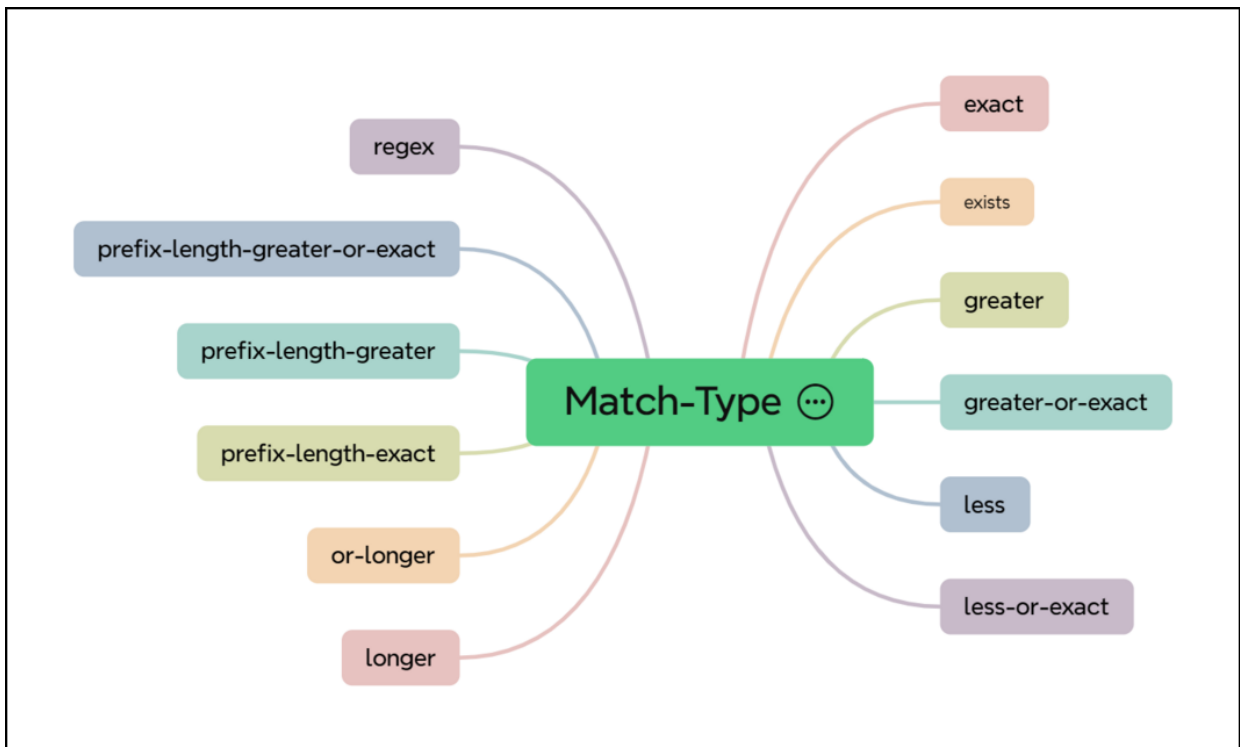 exact
regex
exists
prefix-length-greater-or-exact
greater
prefix-length-greater
Match-Type
greater-or-exact
prefix-length-exact
less
or-longer
less-or-exact
longer